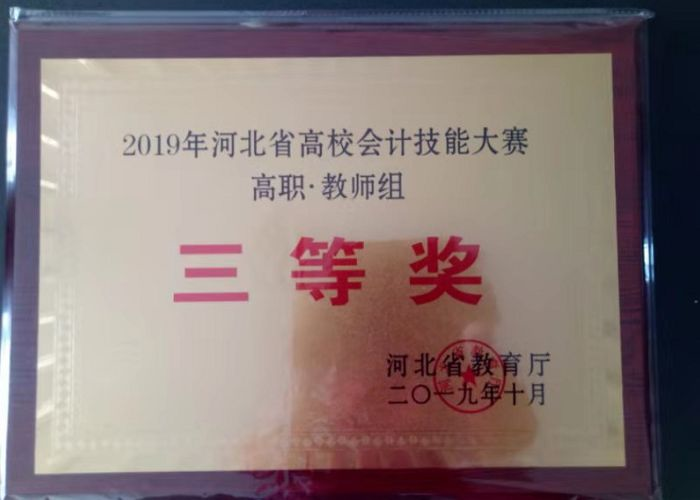 2019年河北省高校会计技能大赛
高职·教师组
三等奖
河北省教育厅
二〇一九年十月